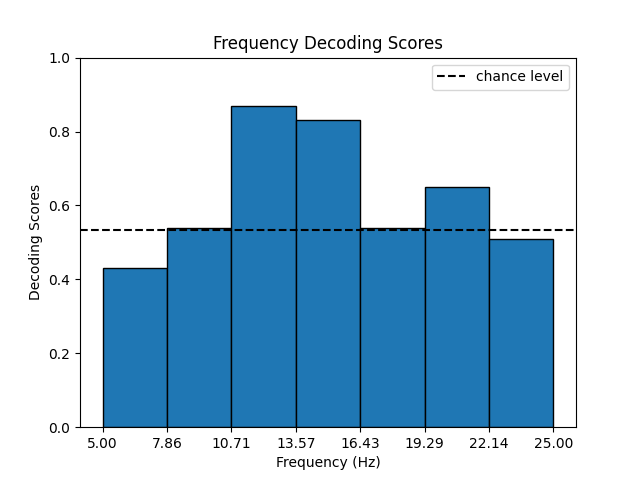 Frequency Decoding Scores
chance level
Decoding Scores
1.0
0.8
0.6
0.4
0.2
0.0
5.00 7.86 10.71 13.57 16.43 19.29 22.14 25.00
Frequency (Hz)